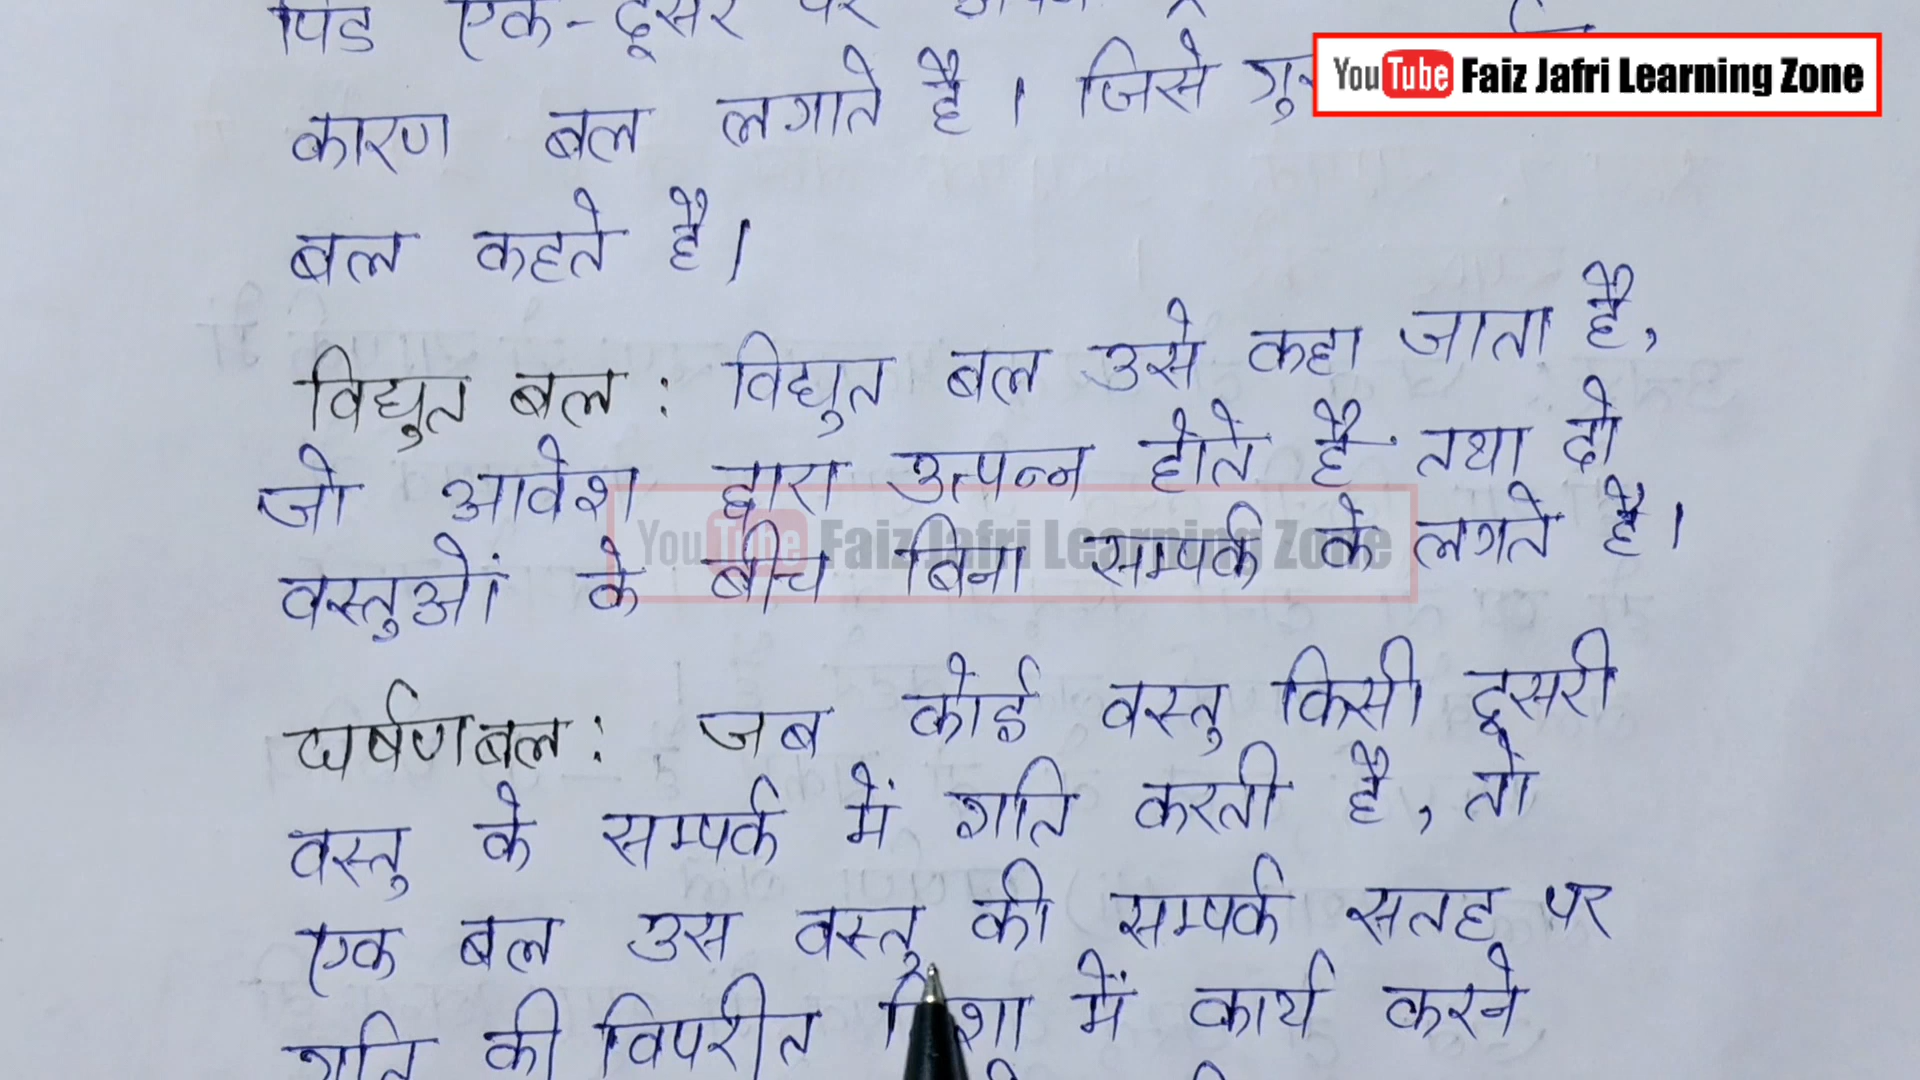 पिंड एक-दूसरे पर
YouTube Faiz Jafri Learning Zone
कारण बल लगाते है। जिसे
बल कहते है।
विद्युत बल : विद्युत बल उसे कहा जाता है,
जो आवेश द्वारा उत्पन्न होते है तथा दो
YouTube Faiz Jafri Learning Zone
वस्तुओं के बीच बिना सम्पर्क के लगते है।
घर्षणबल : जब कोई वस्तु किसी दूसरी
वस्तु के सम्पर्क में गति करती है, तो
एक बल उस वस्तु की सम्पर्क सतह पर
गति की विपरीत दिशा में कार्य करने